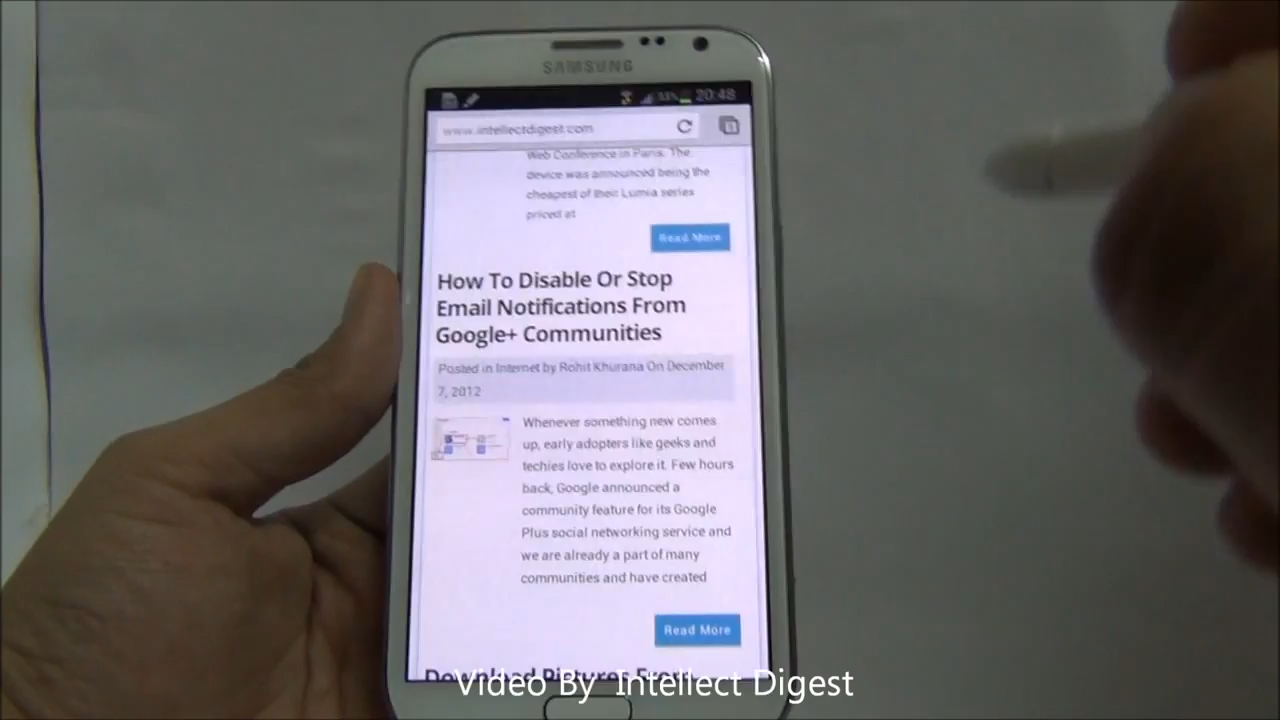 SAMSUNG
20:48
www.intellectdigest.com
Web Conference in Paris. The
device was announced being the
cheapest of their Lumia series
priced at
Read More
How To Disable Or Stop
Email Notifications From
Google+ Communities
Posted in Internet by Rohit Khurana On December
7, 2012
Whenever something new comes
up, early adopters like geeks and
techies love to explore it. Few hours
back, Google announced a
community feature for its Google
Plus social networking service and
we are already a part of many
communities and have created
Read More
Download Pictures From
Video By Intellect Digest